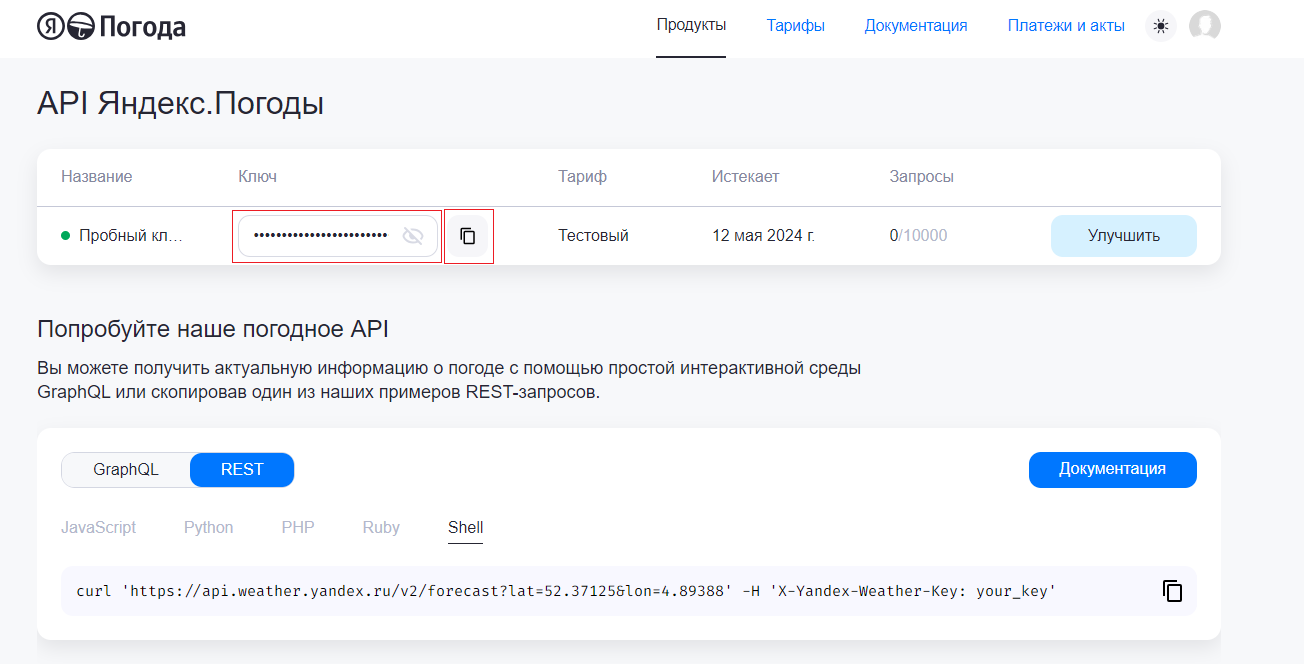 Я Погода
Продукты Тарифы Документация Платежи и акты
API Яндекс.Погоды
Название Ключ Тариф Истекает Запросы
Пробный кл... •••••••••••••••••••••••• Тестовый 12 мая 2024 г. 0/10000 Улучшить
Попробуйте наше погодное API
Вы можете получить актуальную информацию о погоде с помощью простой интерактивной среды
GraphQL или скопировав один из наших примеров REST-запросов.
GraphQL REST Документация
JavaScript Python PHP Ruby Shell
curl 'https://api.weather.yandex.ru/v2/forecast?lat=52.37125&lon=4.89388' -H 'X-Yandex-Weather-Key: your_key'